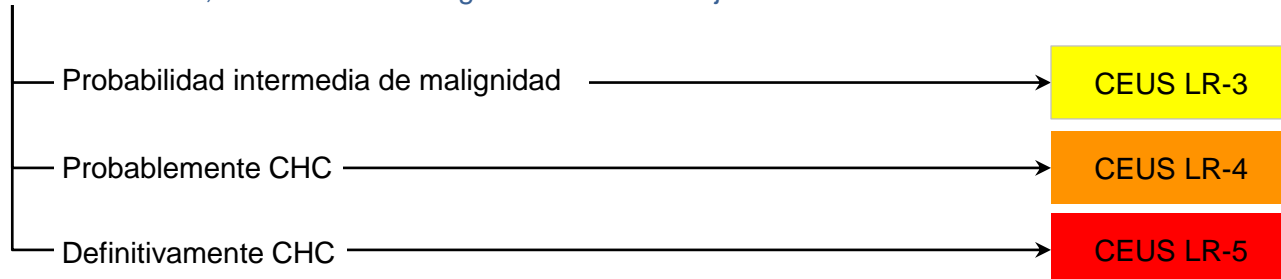 Probabilidad intermedia de malignidad CEUS LR-3
Probablemente CHC CEUS LR-4
Definitivamente CHC CEUS LR-5